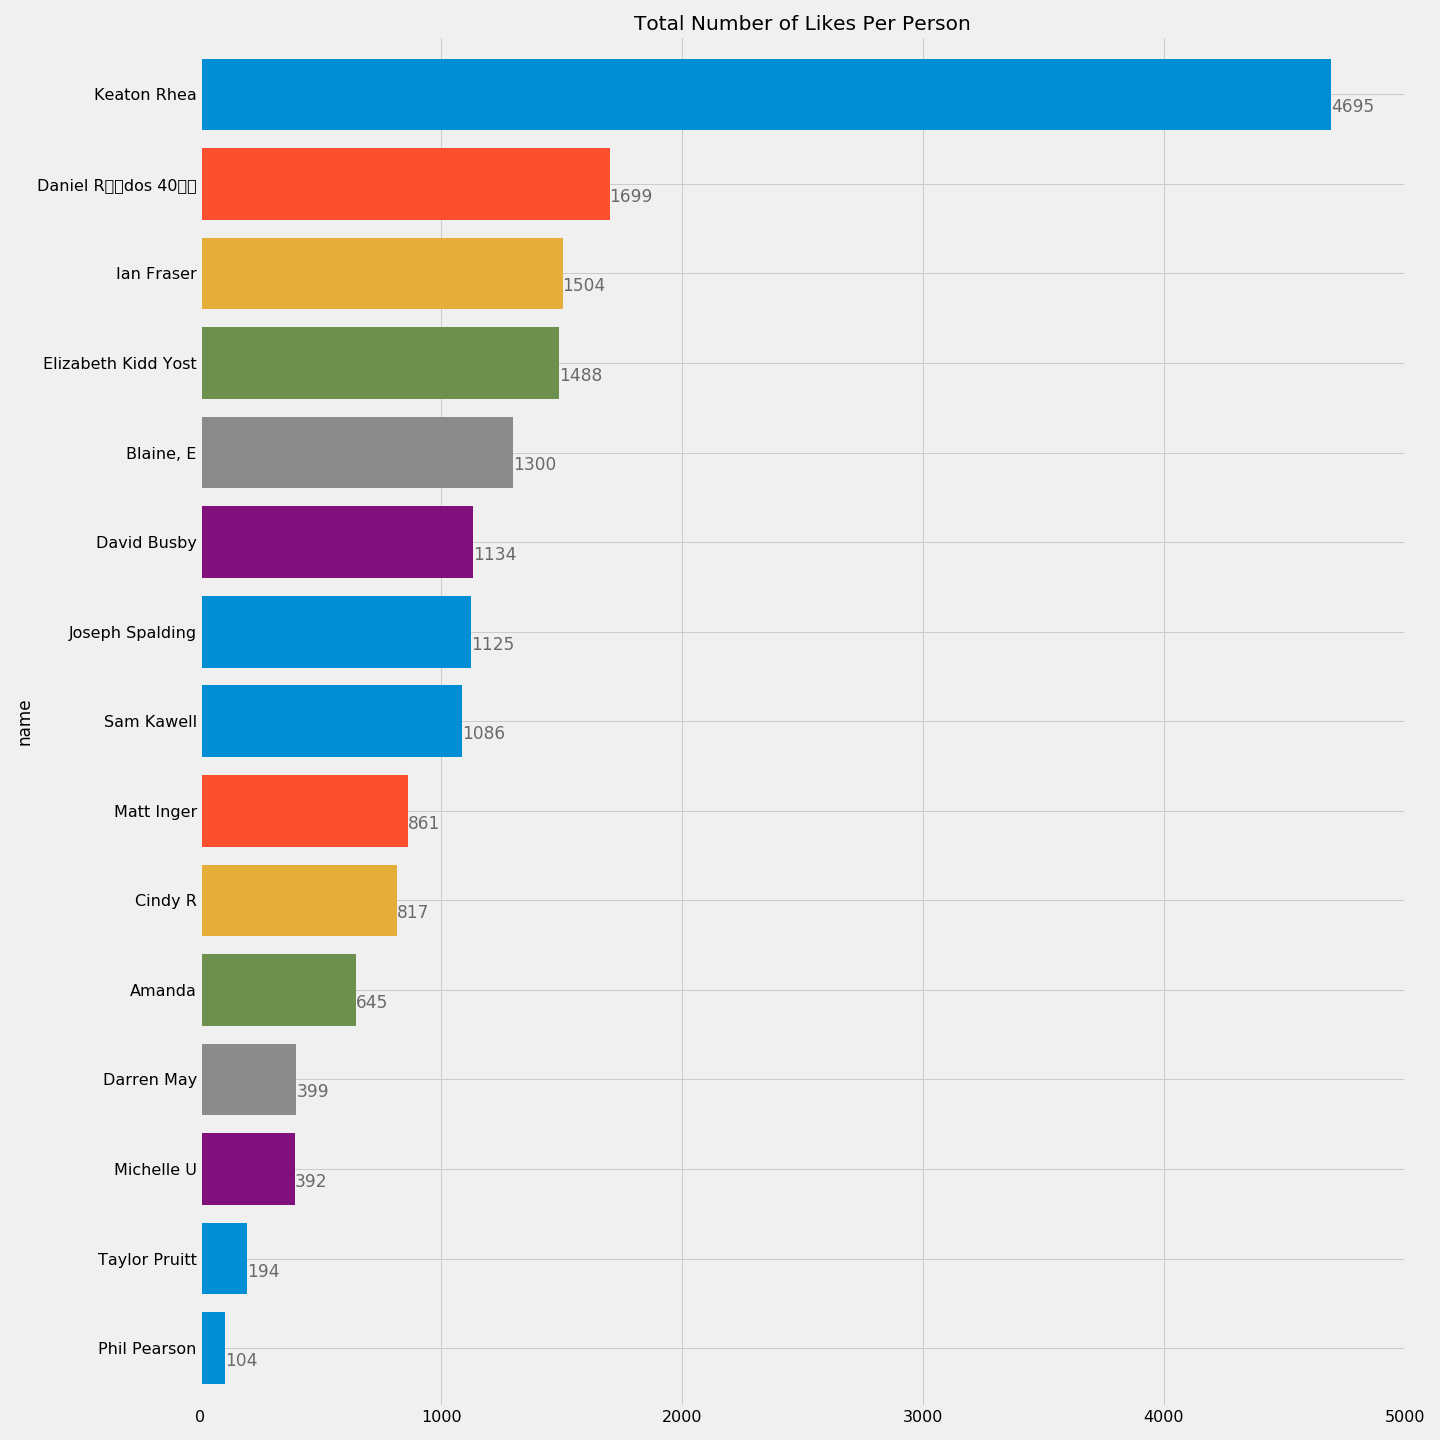 Total Number of Likes Per Person
Keaton Rhea
4695
Daniel R▯▯dos 40▯▯
1699
Ian Fraser
1504
Elizabeth Kidd Yost
1488
Blaine, E
1300
David Busby
1134
Joseph Spalding
1125
Sam Kawell
1086
Matt Inger
861
Cindy R
817
Amanda
645
Darren May
399
Michelle U
392
Taylor Pruitt
194
Phil Pearson
104
name
0 1000 2000 3000 4000 5000